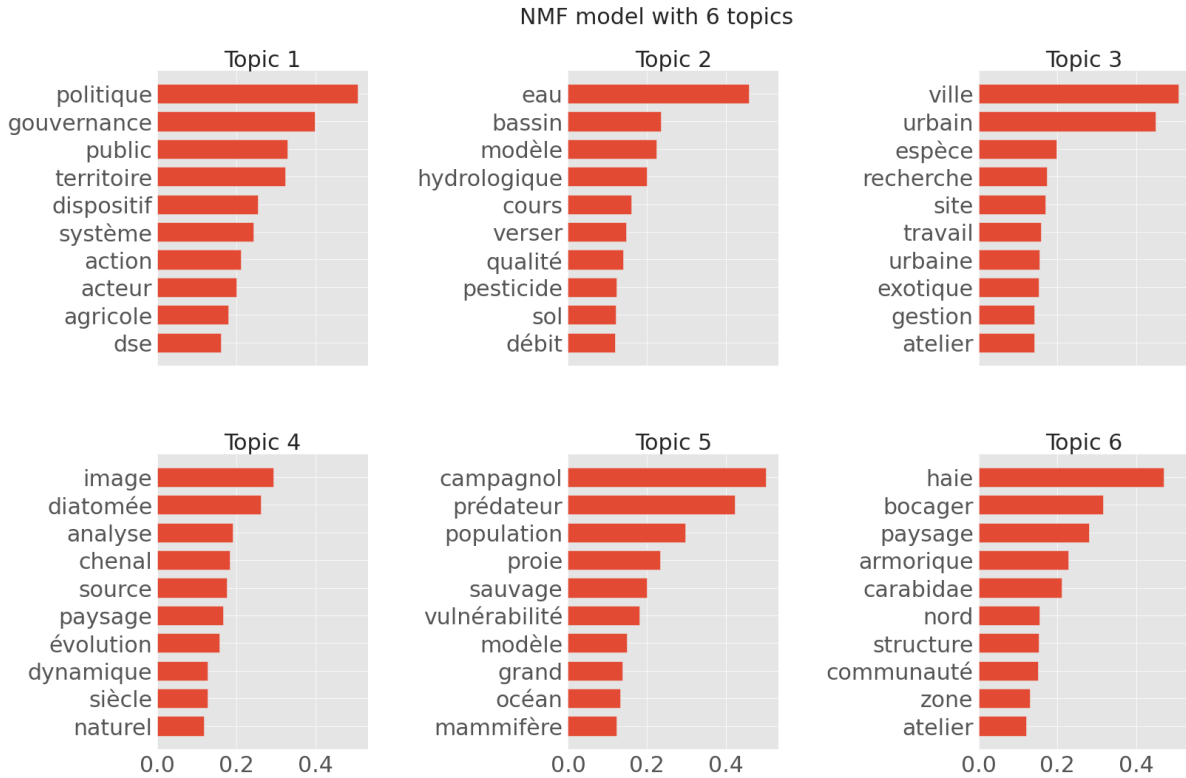 NMF model with 6 topics
Topic 1
politique
gouvernance
public
territoire
dispositif
système
action
acteur
agricole
dse
Topic 2
eau
bassin
modèle
hydrologique
cours
verser
qualité
pesticide
sol
débit
Topic 3
ville
urbain
espèce
recherche
site
travail
urbaine
exotique
gestion
atelier
Topic 4
image
diatomée
analyse
chenal
source
paysage
évolution
dynamique
siècle
naturel
0.0 0.2 0.4
Topic 5
campagnol
prédateur
population
proie
sauvage
vulnérabilité
modèle
grand
océan
mammifère
0.0 0.2 0.4
Topic 6
haie
bocager
paysage
armorique
carabidae
nord
structure
communauté
zone
atelier
0.0 0.2 0.4